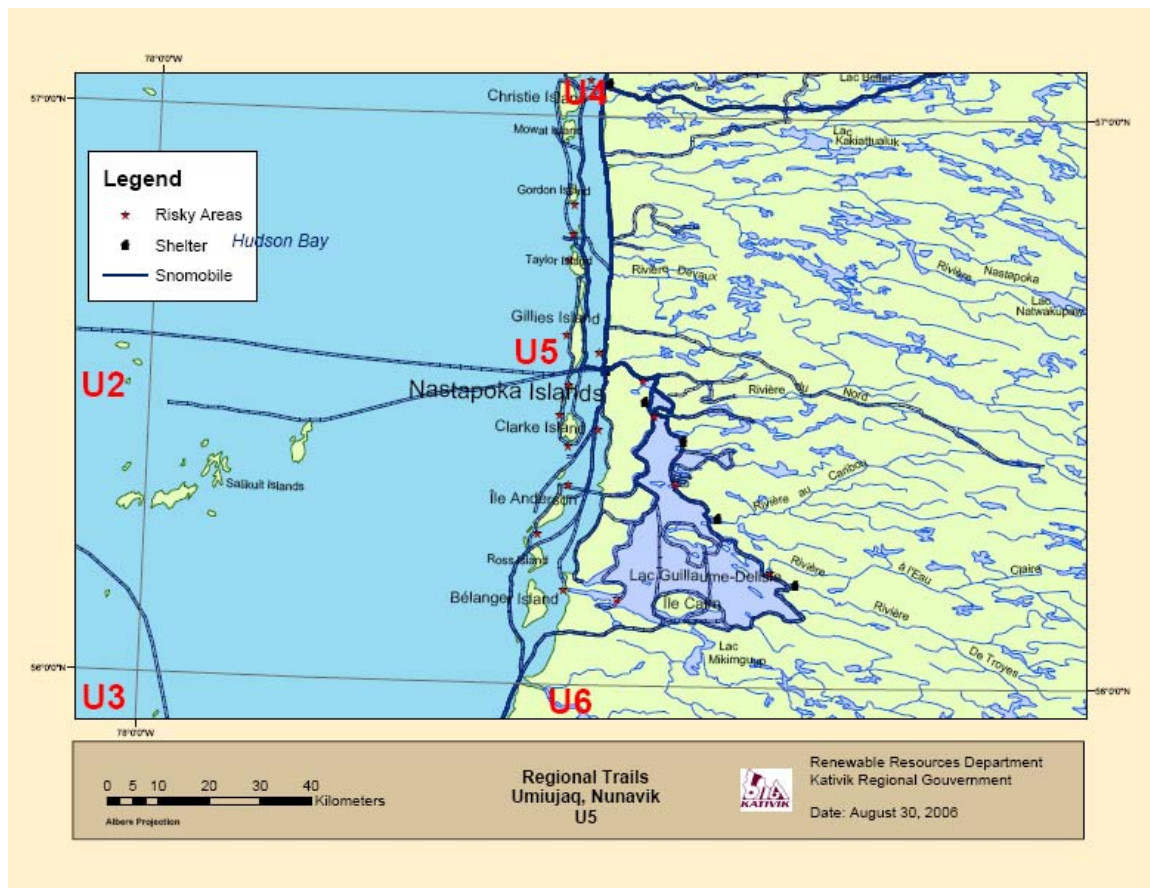 78°0'0"W
57°0'0"N
57°0'0"N
U4
Christie Island
Lac Bellier
Mowat Island
Lac
Kakiattualuk
Legend
Risky Areas
Shelter
Snomobile
Gordon Island
Hudson Bay
Taylor Island
Rivière Devaux
Rivière Nastapoka
Lac
Natwakupaw
Gillies Island
U5
U2
Nastapoka Islands
Rivière du Nord
Clarke Island
Salikuit Islands
Île Anderson
Rivière au Caribou
Ross Island
Lac Guillaume-Delisle
Rivière à l'Eau Claire
Bélanger Island
Île Cairn
Rivière De Troyes
Lac
Mikimguup
56°0'0"N
56°0'0"N
U3
U6
78°0'0"W
0 5 10 20 30 40
Kilometers
Albers Projection
Regional Trails
Umiujaq, Nunavik
U5
KATIVIK
Renewable Resources Department
Kativik Regional Gouvernment
Date: August 30, 2006